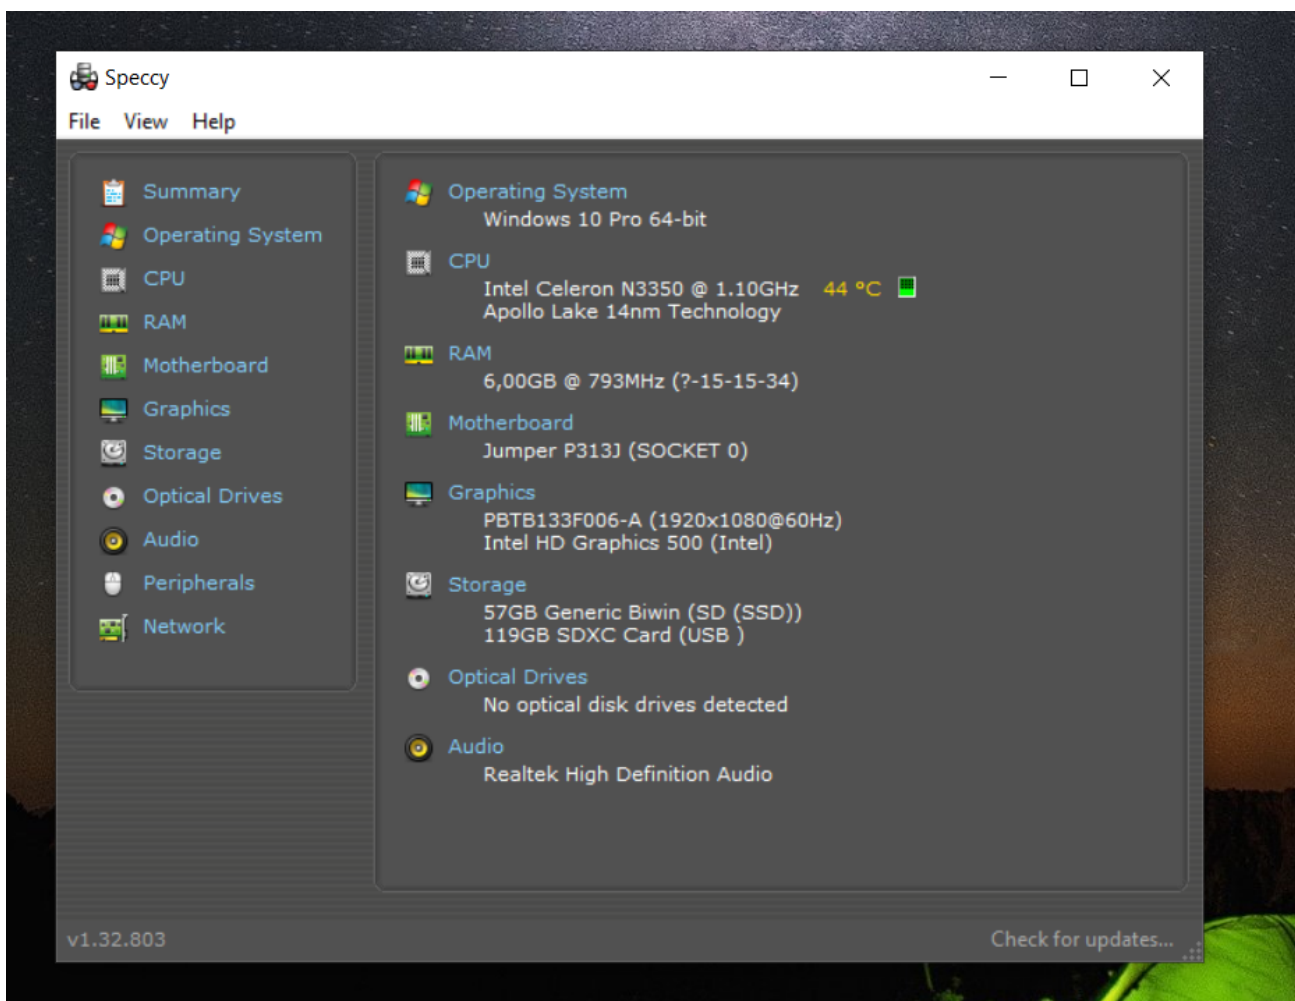 Speccy
File View Help
Summary
Operating System
CPU
RAM
Motherboard
Graphics
Storage
Optical Drives
Audio
Peripherals
Network
Operating System
Windows 10 Pro 64-bit
CPU
Intel Celeron N3350 @ 1.10GHz 44 °C
Apollo Lake 14nm Technology
RAM
6,00GB @ 793MHz (?-15-15-34)
Motherboard
Jumper P313J (SOCKET 0)
Graphics
PBTB133F006-A (1920x1080@60Hz)
Intel HD Graphics 500 (Intel)
Storage
57GB Generic Biwin (SD (SSD))
119GB SDXC Card (USB )
Optical Drives
No optical disk drives detected
Audio
Realtek High Definition Audio
v1.32.803
Check for updates...